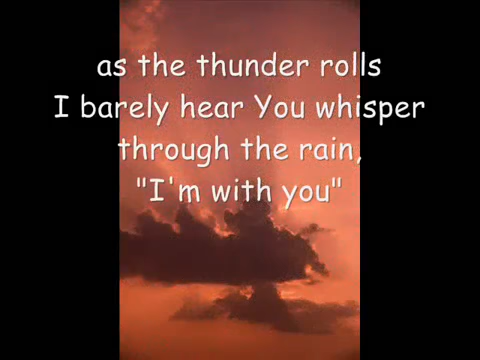 as the thunder rolls
I barely hear You whisper
through the rain,
"I'm with you"